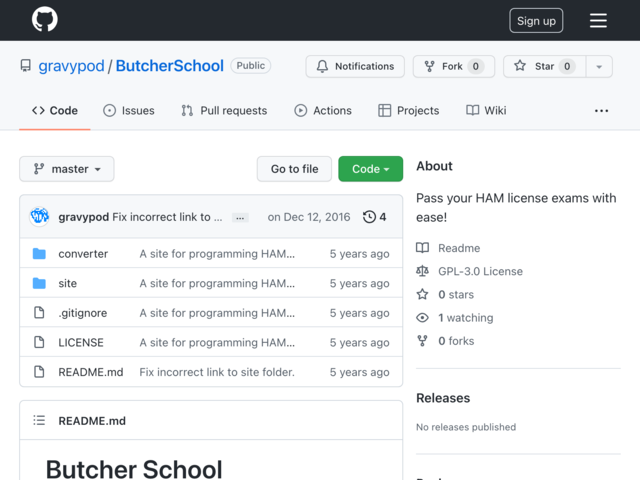 Sign up
gravypod / ButcherSchool Public
Notifications Fork 0 Star 0
Code Issues Pull requests Actions Projects Wiki ...
master Go to file Code
gravypod Fix incorrect link to ... ... on Dec 12, 2016 4
converter A site for programming HAM... 5 years ago
site A site for programming HAM... 5 years ago
.gitignore A site for programming HAM... 5 years ago
LICENSE A site for programming HAM... 5 years ago
README.md Fix incorrect link to site folder. 5 years ago
README.md
Butcher School
About
Pass your HAM license exams with
ease!
Readme
GPL-3.0 License
0 stars
1 watching
0 forks
Releases
No releases published